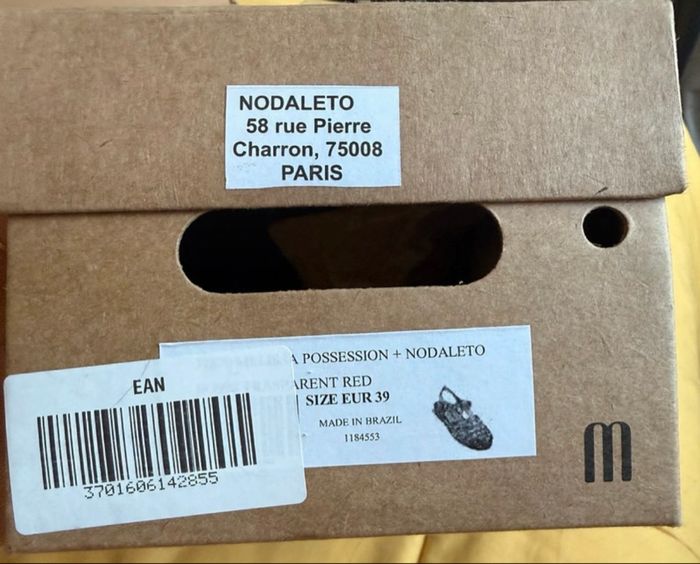 NODALETO
58 rue Pierre
Charron, 75008
PARIS
A POSSESSION + NODALETO
ARENT RED
SIZE EUR 39
MADE IN BRAZIL
1184553
EAN
3701606142855
m